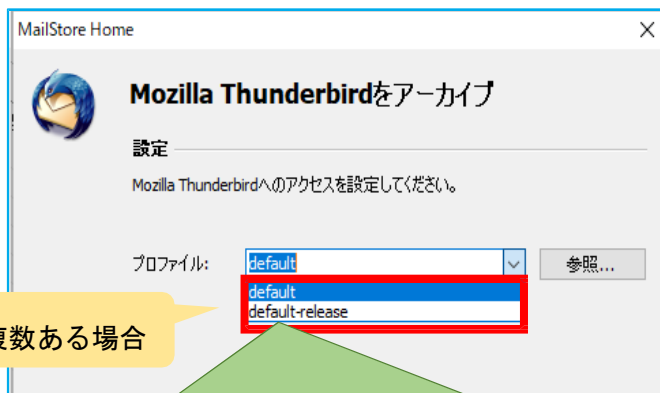 MailStore Home
Mozilla Thunderbirdをアーカイブ
設定
Mozilla Thunderbirdへのアクセスを設定してください。
プロファイル: default 参照...
default
default-release
複数ある場合